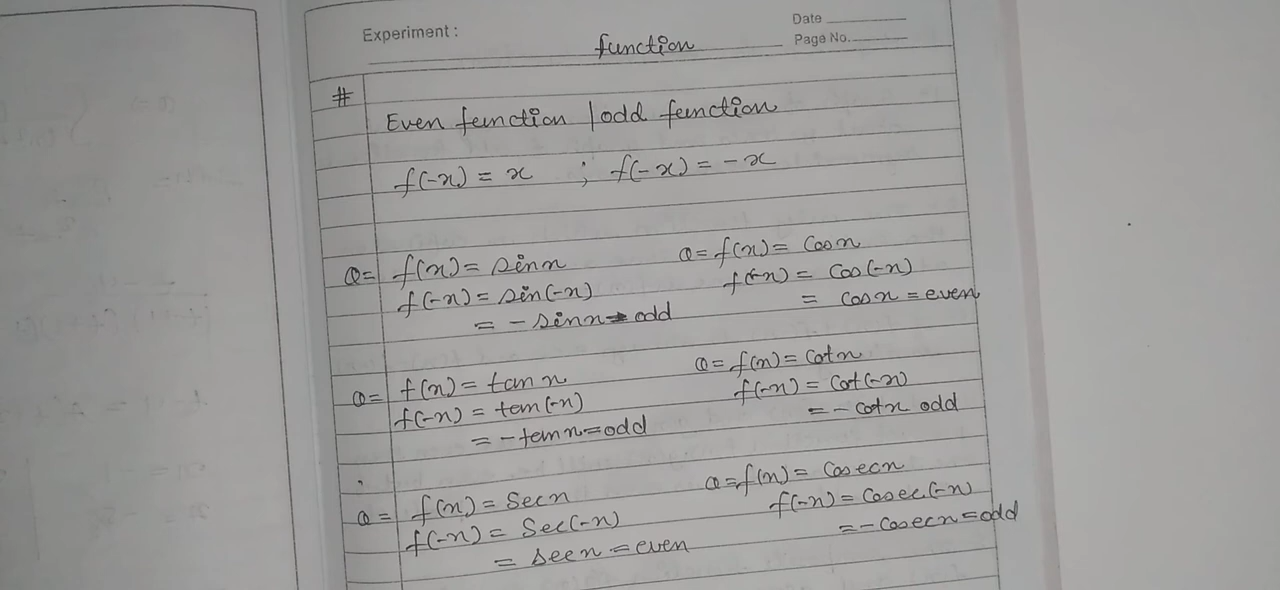 Experiment :
Date
Page No.
function
#
Even function / odd function
f(-x) = x ; f(-x) = -x
Q= f(x) = sinx
f(-x) = sin(-x)
= - sinx → odd
Q= f(x) = Cosx
f(-x) = Cos(-x)
= Cosx = even
Q= f(x) = tan x
f(-x) = tan(-x)
= - tan x = odd
Q= f(x) = Cotx
f(-x) = Cot(-x)
= - cotx odd
Q= f(x) = Secx
f(-x) = Sec(-x)
= secx = even
Q= f(x) = Cosecx
f(-x) = Cosec(-x)
= - cosecx = odd